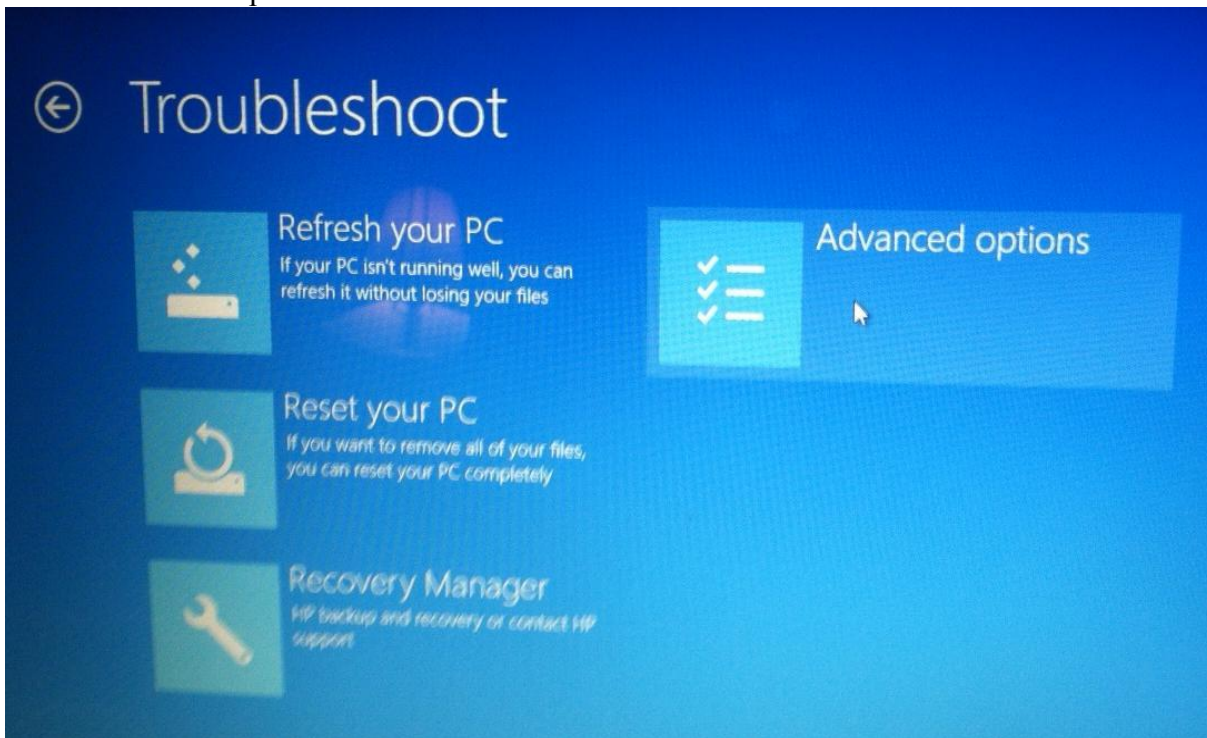 Troubleshoot
Refresh your PC
If your PC isn't running well, you can
refresh it without losing your files
Reset your PC
If you want to remove all of your files,
you can reset your PC completely
Recovery Manager
HP backup and recovery or contact HP
support
Advanced options